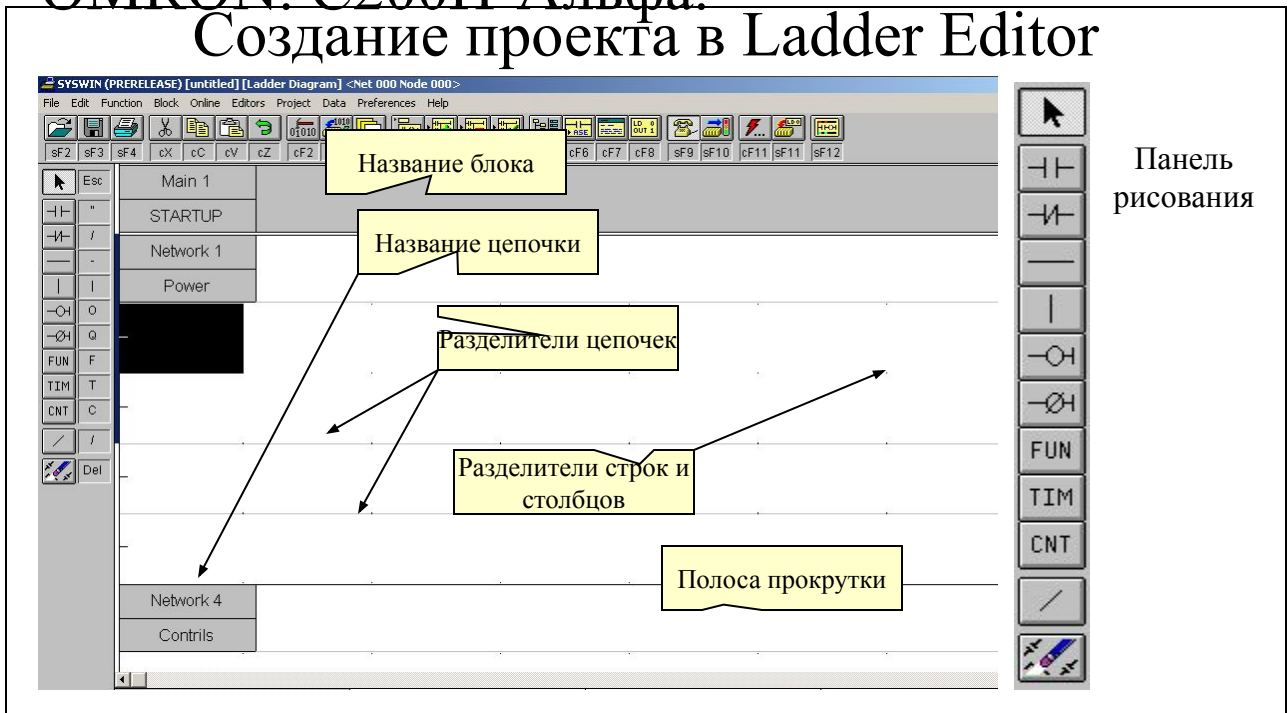 OMRON. C200H-Альфа.
Создание проекта в Ladder Editor
SYSWIN (PRERELEASE) [untitled] [Ladder Diagram] <Net 000 Node 000>
File Edit Function Block Online Editors Project Data Preferences Help
sF2 sF3 sF4 cX cC cV cZ cF2 cF6 cF7 cF8 sF9 sF10 cF11 sF11 sF12
Название блока
Панель
рисования
Esc
Main 1
STARTUP
"
/
Название цепочки
Network 1
-
Power
|
O
Q
Разделители цепочек
FUN F
TIM T
CNT C
/
Del
Разделители строк и
столбцов
Полоса прокрутки
Network 4
Contrils
FUN
TIM
CNT